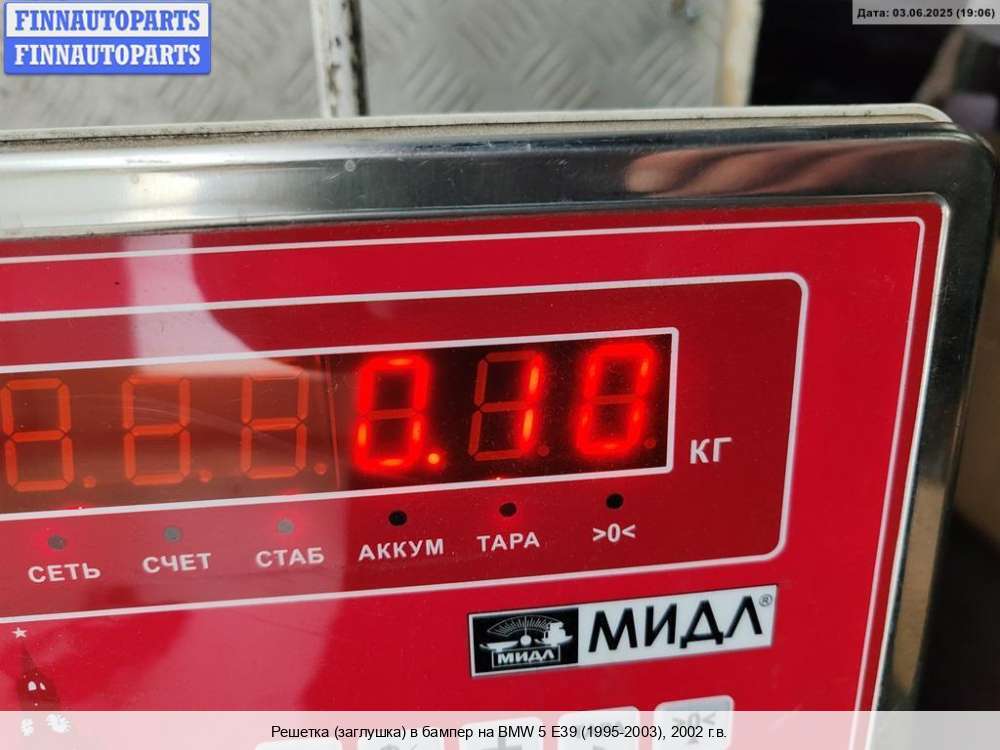 FINNAUTOPARTS
FINNAUTOPARTS
Дата: 03.06.2025 (19:06)
0.10
КГ
СЕТЬ СЧЕТ СТАБ АККУМ ТАРА >0<
МИДЛ МИДЛ®
>0<
Решетка (заглушка) в бампер на BMW 5 E39 (1995-2003), 2002 г.в.